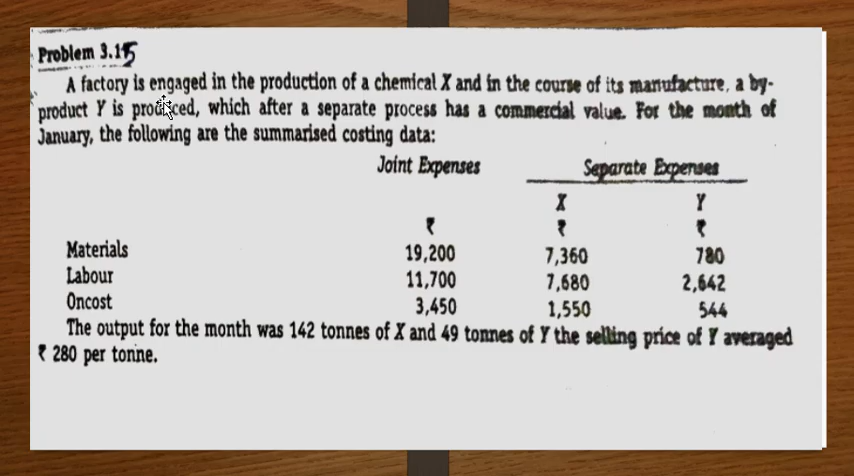 Problem 3.15
A factory is engaged in the production of a chemical X and in the course of its manufacture, a by-
product Y is produced, which after a separate process has a commercial value. For the month of
January, the following are the summarised costing data:
Joint Expenses Separate Expenses
X Y
₹ ₹ ₹
Materials 19,200 7,360 780
Labour 11,700 7,680 2,642
Oncost 3,450 1,550 544
The output for the month was 142 tonnes of X and 49 tonnes of Y the selling price of Y averaged
₹ 280 per tonne.